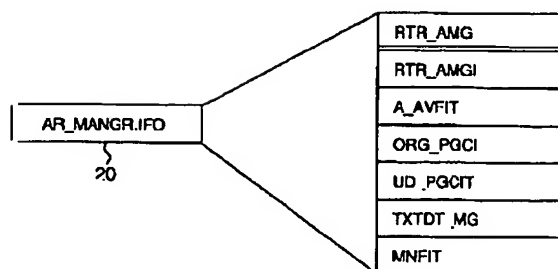 RTR_AMG
RTR_AMGI
AR_MANGR.IFO
A_AVFIT
20
ORG_PGCI
UD_PGCIT
TXTDT_MG
MNFIT